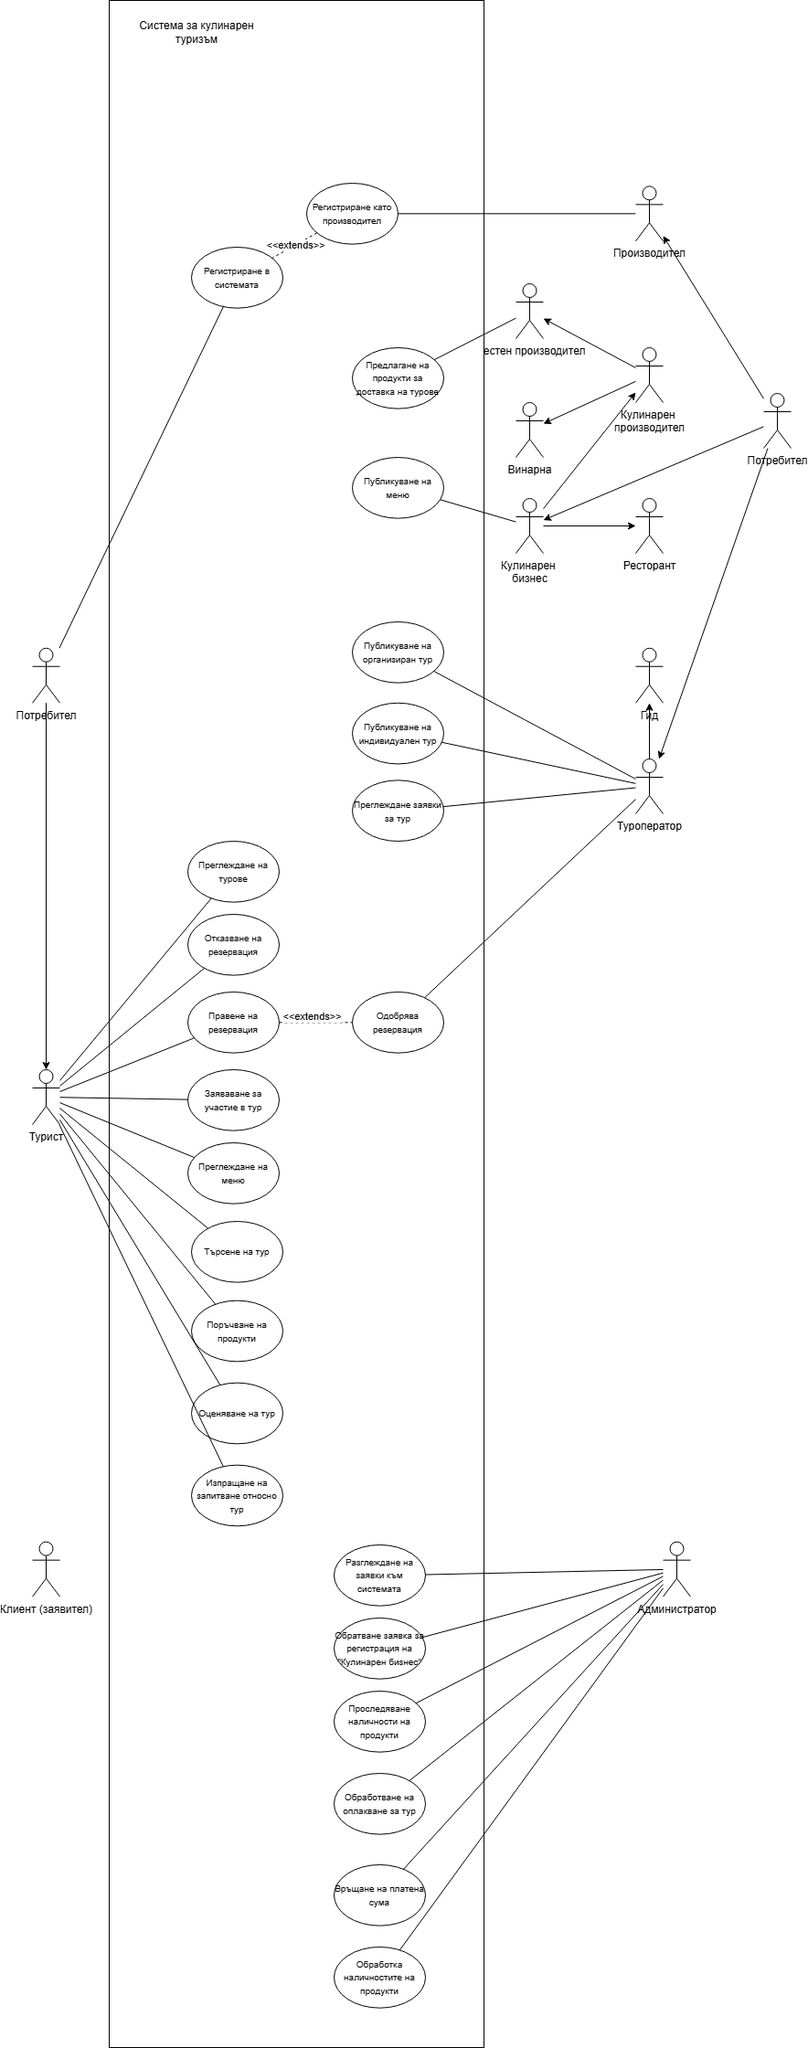 Система за кулинарен
туризъм
Регистриране като
производител
<<extends>>
Регистриране в
системата
Производител
естен производител
Предлагане на
продукти за
доставка на турове
Кулинарен
производител
Винарна
Потребител
Публикуване на
меню
Кулинарен
бизнес
Ресторант
Публикуване на
организиран тур
Потребител
Гид
Публикуване на
индивидуален тур
Преглеждане заявки
за тур
Туроператор
Преглеждане на
турове
Отказване на
резервация
Правене на
резервация
<<extends>>
Одобрява
резервация
Заяваване за
участие в тур
Турист
Преглеждане на
меню
Търсене на тур
Поръчване на
продукти
Оценяване на тур
Изпращане на
запитване относно
тур
Клиент (заявител)
Разглеждане на
заявки към
системата
Администратор
Обратване заявка за
регистрация на
"Кулинарен бизнес"
Проследяване
наличности на
продукти
Обработване на
оплакване за тур
Връщане на платена
сума
Обработка
наличностите на
продукти